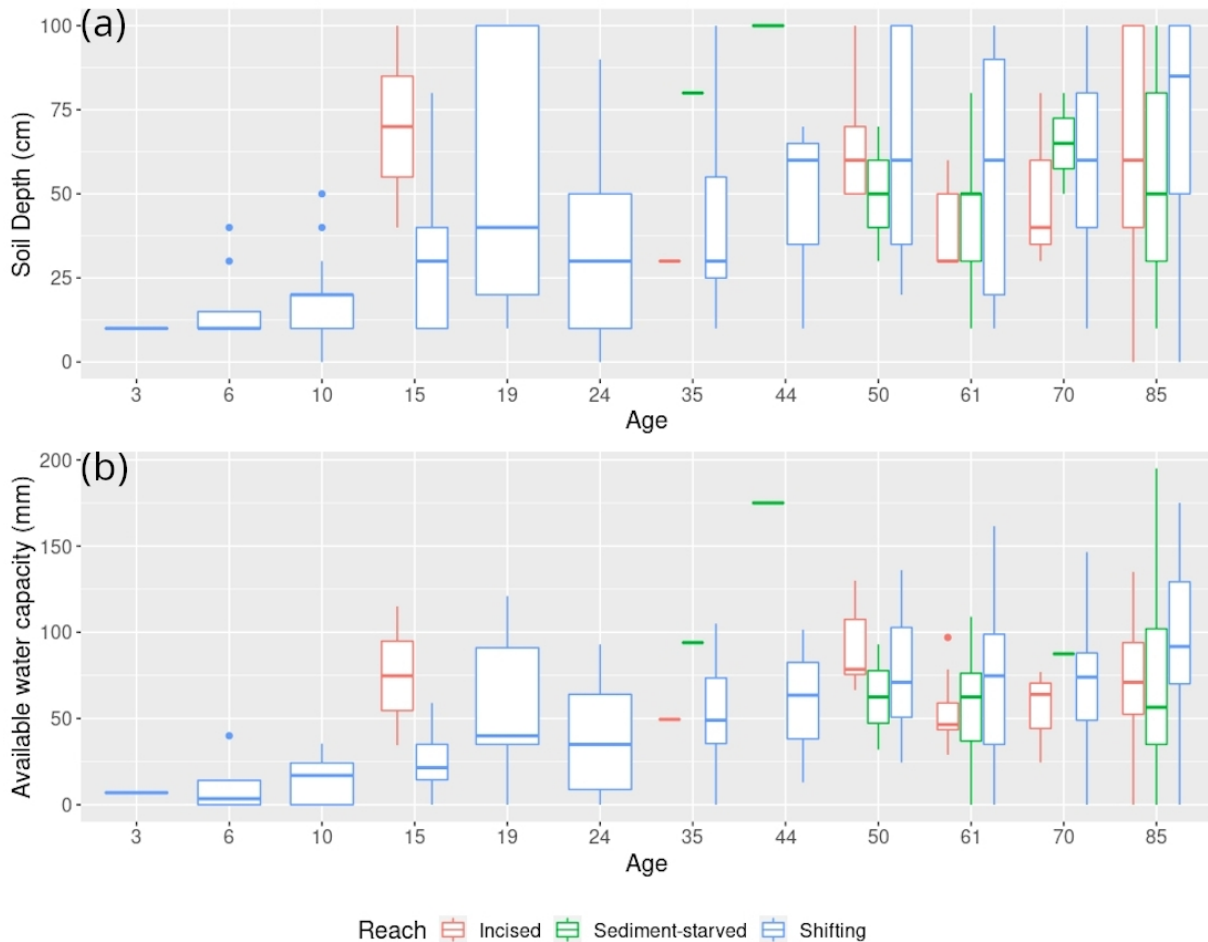 (a)
Soil Depth (cm)
100
75
50
25
0
3 6 10 15 19 24 35 44 50 61 70 85
Age
(b)
Available water capacity (mm)
200
150
100
50
0
3 6 10 15 19 24 35 44 50 61 70 85
Age
Reach Incised Sediment-starved Shifting